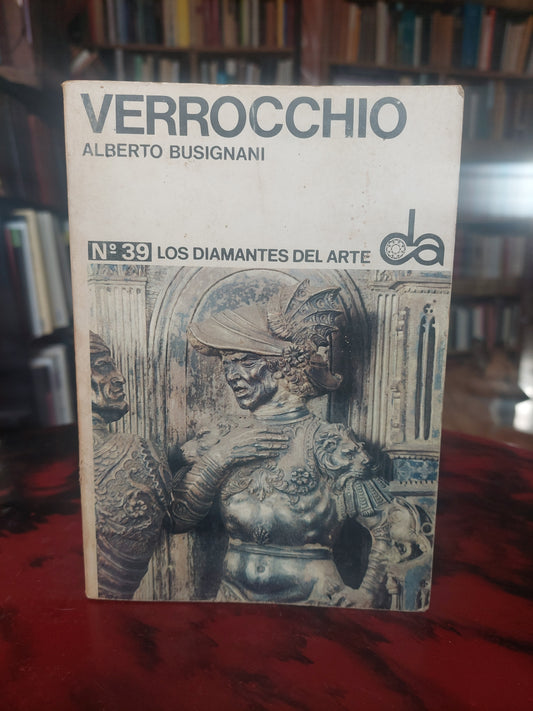 VERROCCHIO
ALBERTO BUSIGNANI
Nº 39 LOS DIAMANTES DEL ARTE da